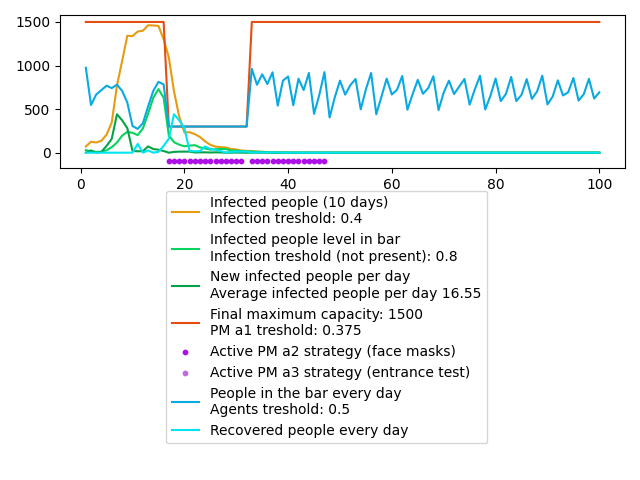 1500
1000
500
0
0
20
40
60
80
100
Infected people (10 days)
Infection treshold: 0.4
Infected people level in bar
Infection treshold (not present): 0.8
New infected people per day
Average infected people per day 16.55
Final maximum capacity: 1500
PM a1 treshold: 0.375
Active PM a2 strategy (face masks)
Active PM a3 strategy (entrance test)
People in the bar every day
Agents treshold: 0.5
Recovered people every day